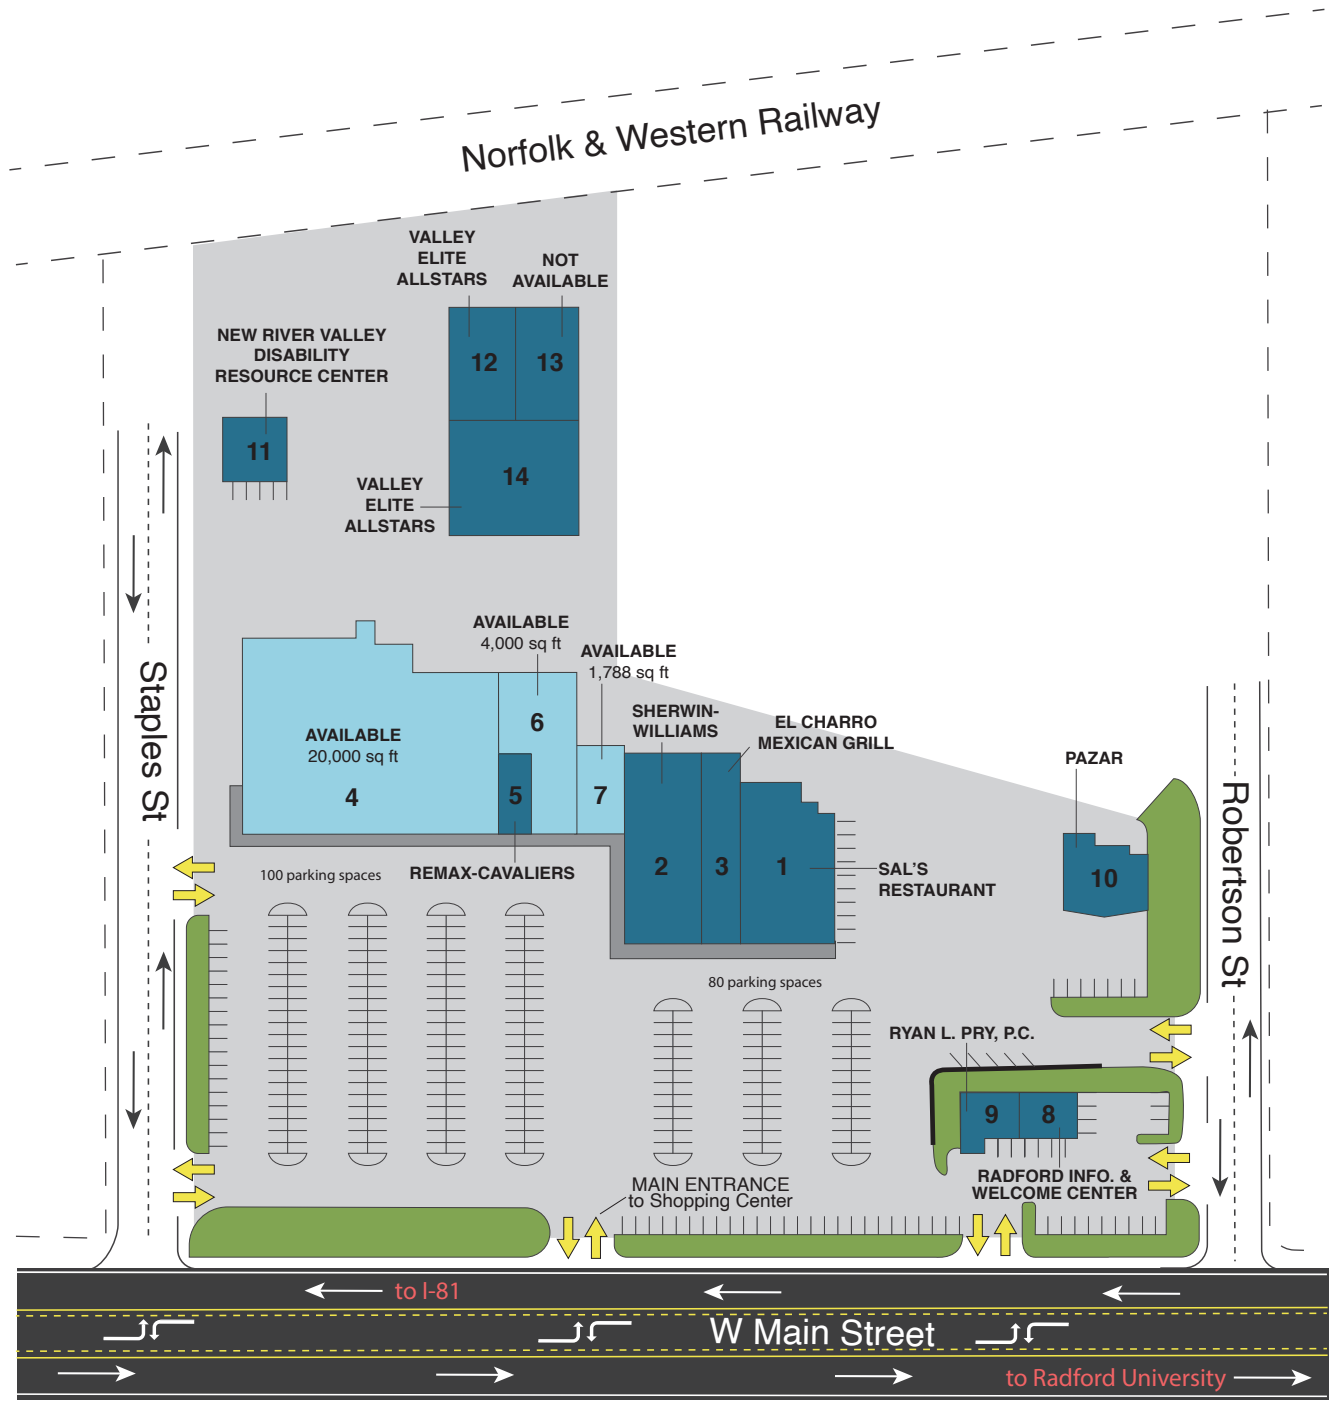 Norfolk & Western Railway
VALLEY
ELITE
ALLSTARS
NOT
AVAILABLE
12
13
NEW RIVER VALLEY
DISABILITY
RESOURCE CENTER
11
14
VALLEY
ELITE
ALLSTARS
Staples St
AVAILABLE
4,000 sq ft
AVAILABLE
1,788 sq ft
AVAILABLE
20,000 sq ft
4
6
5
7
SHERWIN-
WILLIAMS
EL CHARRO
MEXICAN GRILL
2
3
1
SAL'S
RESTAURANT
PAZAR
10
Robertson St
100 parking spaces
REMAX-CAVALIERS
80 parking spaces
RYAN L. PRY, P.C.
9
8
RADFORD INFO. &
WELCOME CENTER
MAIN ENTRANCE
to Shopping Center
to I-81
W Main Street
to Radford University